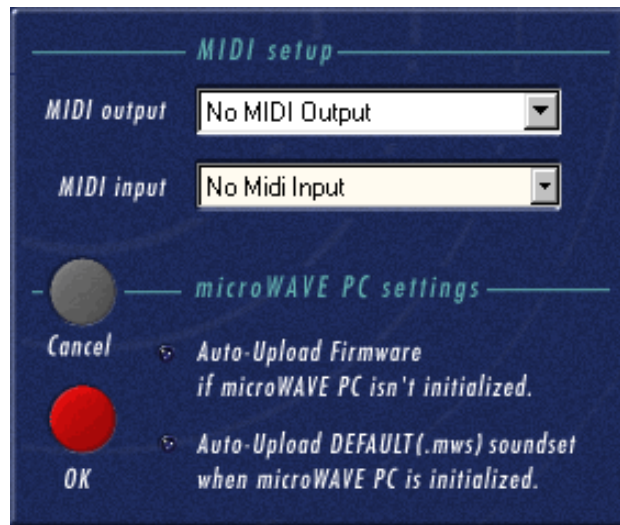 MIDI setup
MIDI output
No MIDI Output
MIDI input
No Midi Input
microWAVE PC settings
Cancel
Auto-Upload Firmware
if microWAVE PC isn't initialized.
Auto-Upload DEFAULT(.mws) soundset
when microWAVE PC is initialized.
OK